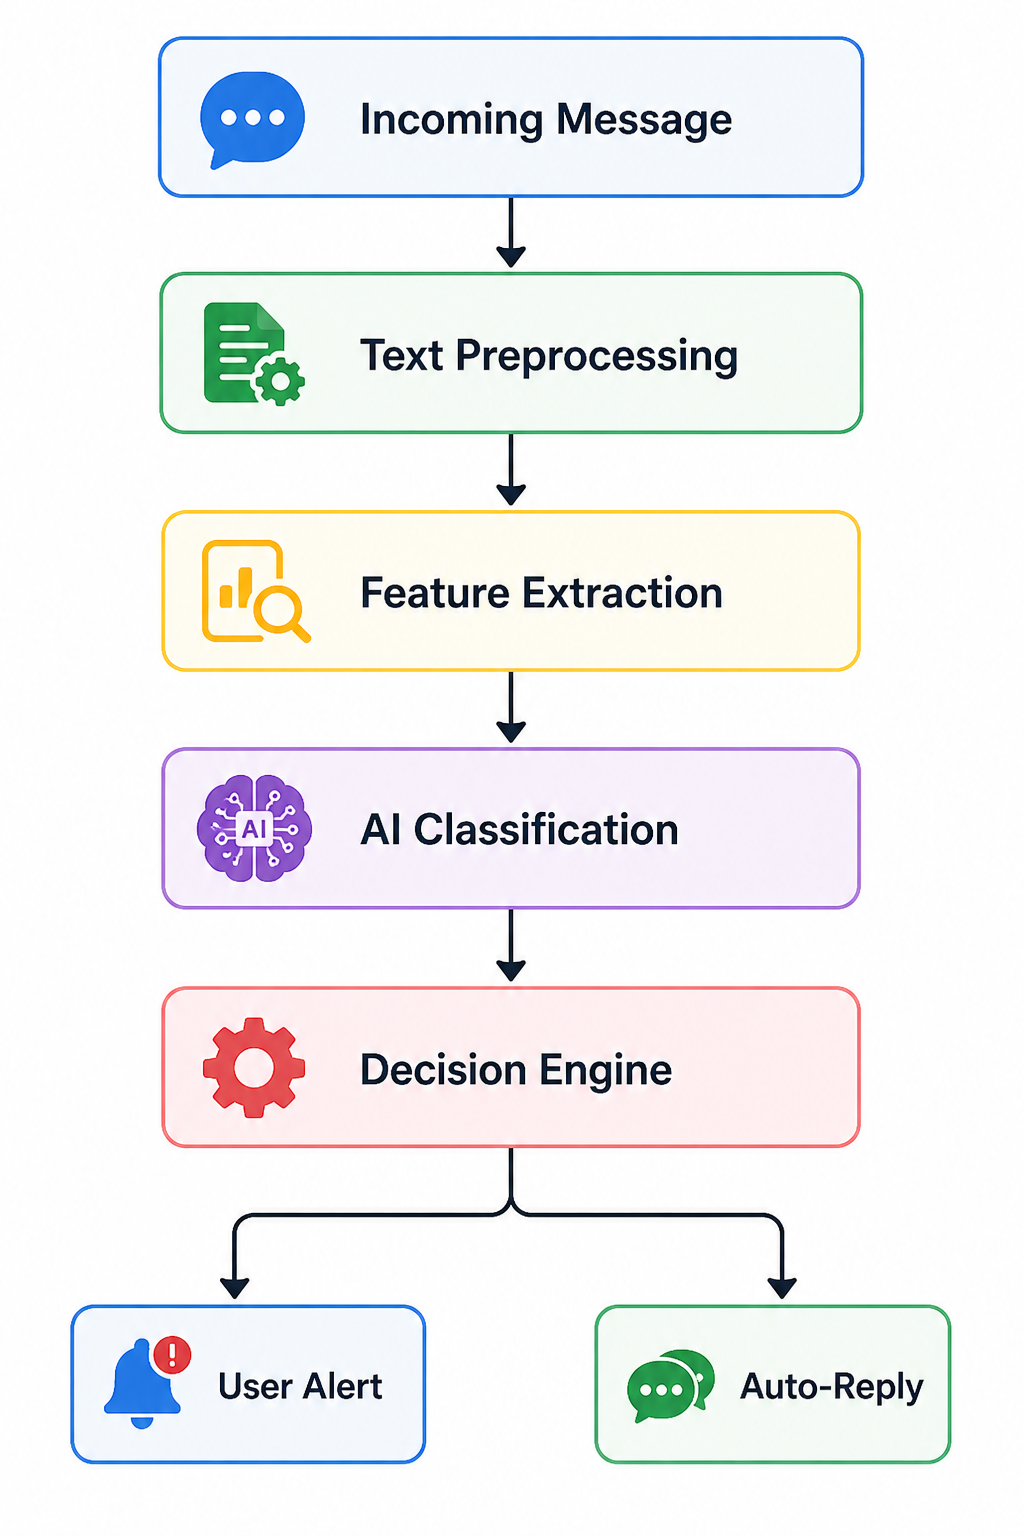 Incoming Message
Text Preprocessing
Feature Extraction
AI
AI Classification
Decision Engine
User Alert
Auto-Reply